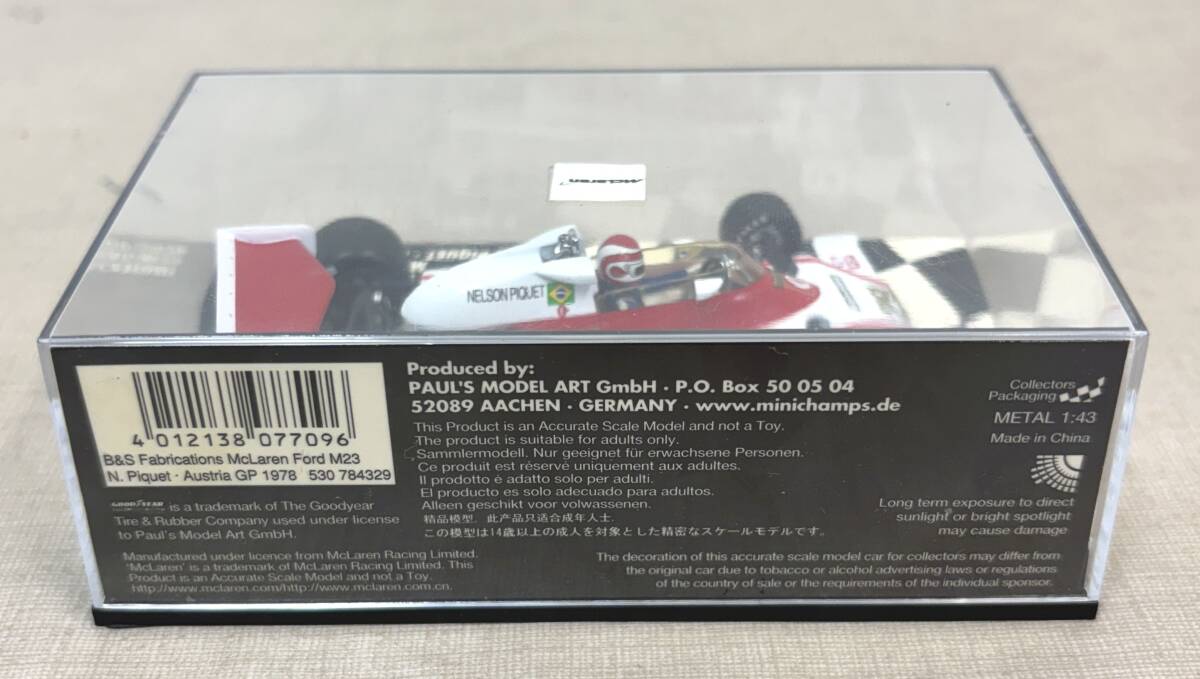 McLaren
NELSON PIQUET
4 012138 077096
B&S Fabrications McLaren Ford M23
N. Piquet · Austria GP 1978 530 784329
GOODYEAR is a trademark of The Goodyear
Tire & Rubber Company used under license
to Paul's Model Art GmbH.
Manufactured under licence from McLaren Racing Limited.
'McLaren' is a trademark of McLaren Racing Limited. This
Product is an Accurate Scale Model and not a Toy.
http://www.mclaren.com/http://www.mclaren.com.cn.
Produced by:
PAUL'S MODEL ART GmbH · P.O. Box 50 05 04
52089 AACHEN · GERMANY · www.minichamps.de
This Product is an Accurate Scale Model and not a Toy.
The product is suitable for adults only.
Sammlermodell. Nur geeignet für erwachsene Personen.
Ce produit est réservé uniquement aux adultes.
Il prodotto è adatto solo per adulti.
El producto es solo adecuado para adultos.
Alleen geschikt voor volwassenen.
精品模型. 此产品只适合成年人士.
この模型は14歳以上の成人を対象とした精密なスケールモデルです.
Collectors
Packaging
METAL 1:43
Made in China
Long term exposure to direct
sunlight or bright spotlight
may cause damage
The decoration of this accurate scale model car for collectors may differ from
the original car due to tobacco or alcohol advertising laws or regulations
of the country of sale or the requirements of the individual sponsor.